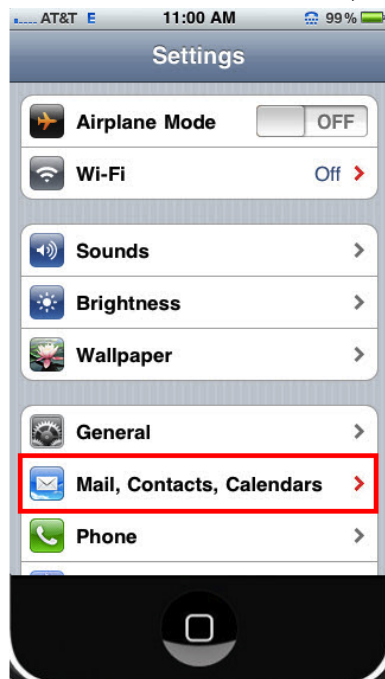 AT&T E 11:00 AM 99%
Settings
Airplane Mode OFF
Wi-Fi Off
Sounds
Brightness
Wallpaper
General
Mail, Contacts, Calendars
Phone